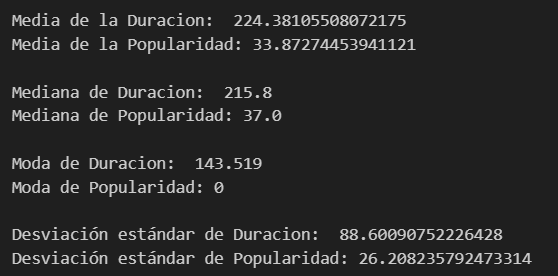 Media de la Duracion:  224.38105508072175
Media de la Popularidad: 33.87274453941121
Mediana de Duracion:  215.8
Mediana de Popularidad: 37.0
Moda de Duracion:  143.519
Moda de Popularidad: 0
Desviación estándar de Duracion:  88.60090752226428
Desviación estándar de Popularidad: 26.208235792473314